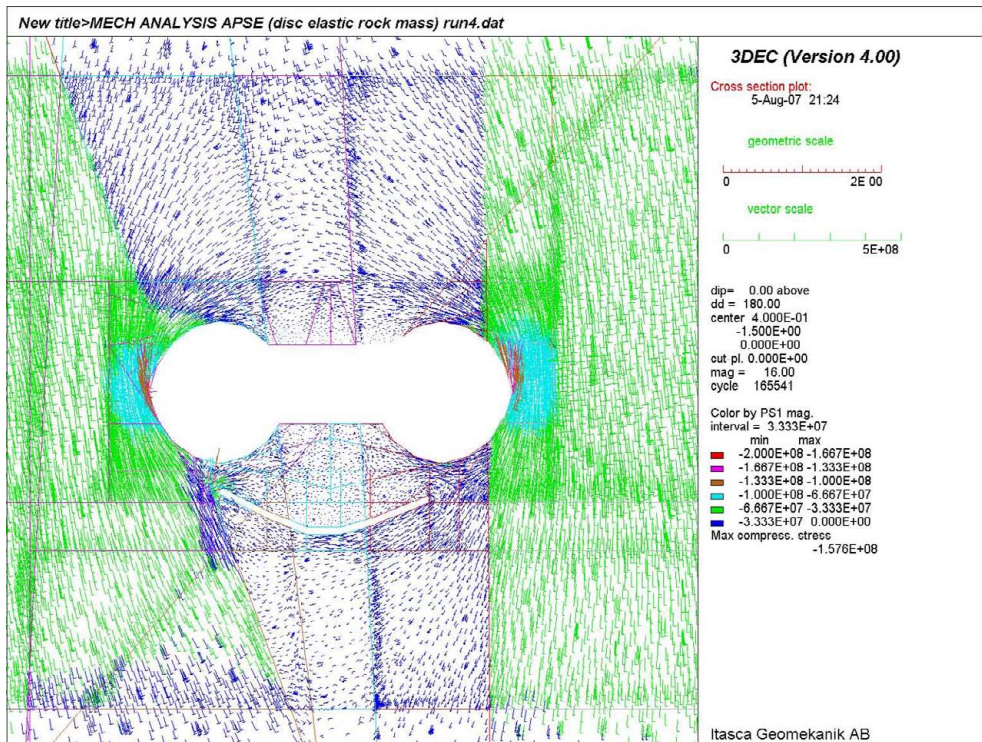 New title>MECH ANALYSIS APSE (disc elastic rock mass) run4.dat
3DEC (Version 4.00)
Cross section plot:
5-Aug-07 21:24
geometric scale
0 2E 00
vector scale
0 5E+08
dip= 0.00 above
dd = 180.00
center 4.000E-01
-1.500E+00
0.000E+00
cut pl. 0.000E+00
mag = 16.00
cycle 165541
Color by PS1 mag.
interval = 3.333E+07
min max
-2.000E+08 -1.667E+08
-1.667E+08 -1.333E+08
-1.333E+08 -1.000E+08
-1.000E+08 -6.667E+07
-6.667E+07 -3.333E+07
-3.333E+07 0.000E+00
Max compress. stress
-1.576E+08
Itasca Geomekanik AB